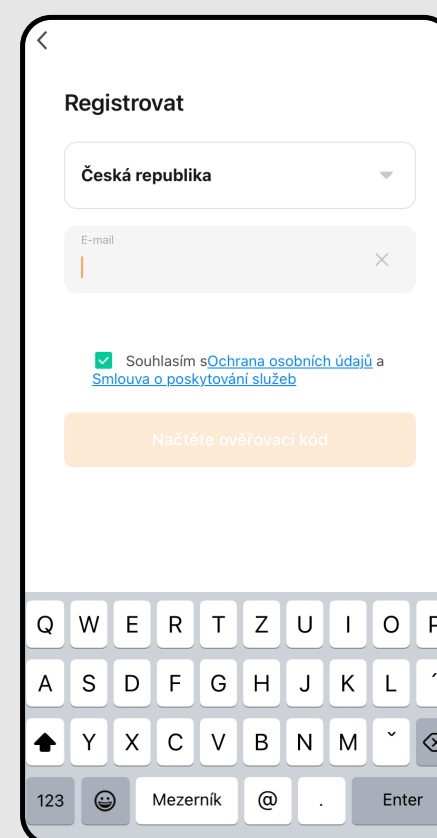 Registrovat
Česká republika
E-mail
Souhlasím sOchrana osobních údajů a
Smlouva o poskytování služeb
Načtěte ověřovací kód
Q W E R T Z U I O P
A S D F G H J K L ´
Y X C V B N M ˇ
123 Mezerník @ . Enter